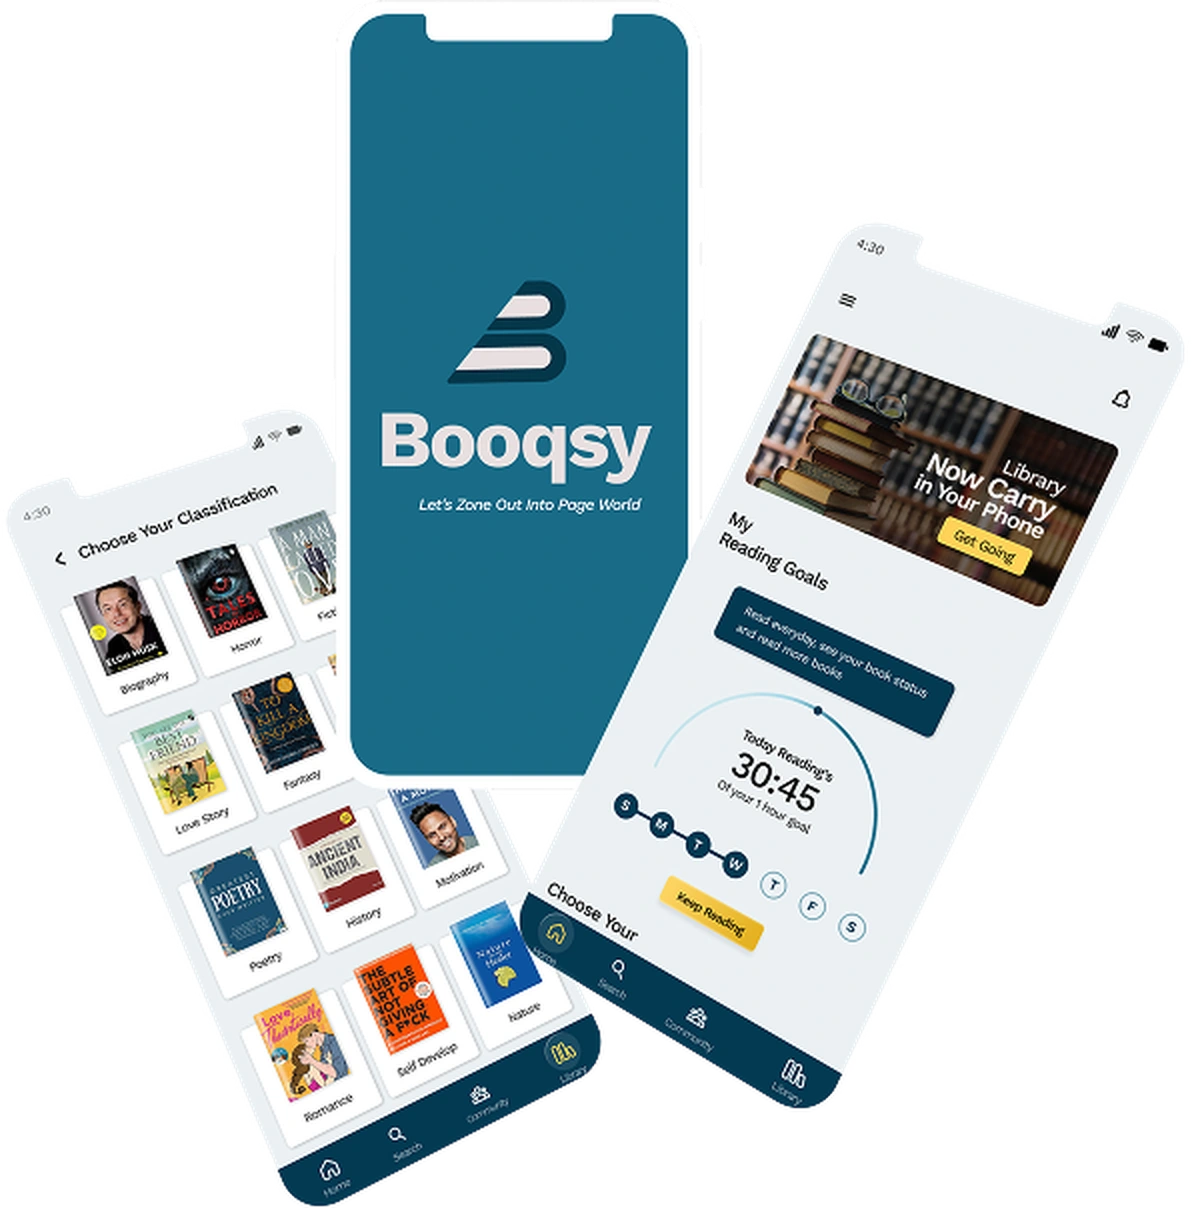 Booqsy
Let's Zone Out Into Page World
4:30
Choose Your Classification
ELON MUSK
Biography
TALES
HORROR
Horror
A MAN
BEST
FRIEND
Love Story
TO
KILL A
Fantasy
GREATEST
POETRY
Poetry
ANCIENT
INDIA
History
Motivation
Love,
Theoretically
Romance
THE
SUBTLE
ART OF
NOT
GIVING
A F*CK
Self Develop
Nature
Healer
Nature
Home
Search
Community
Library
4:30
Library
Now Carry
in Your Phone
Get Going
My
Reading Goals
Read everyday, see your book status
and read more books
Today Reading's
30:45
Of your 1 hour goal
S M T W T F S
Keep Reading
Choose Your
Home
Search
Community
Library